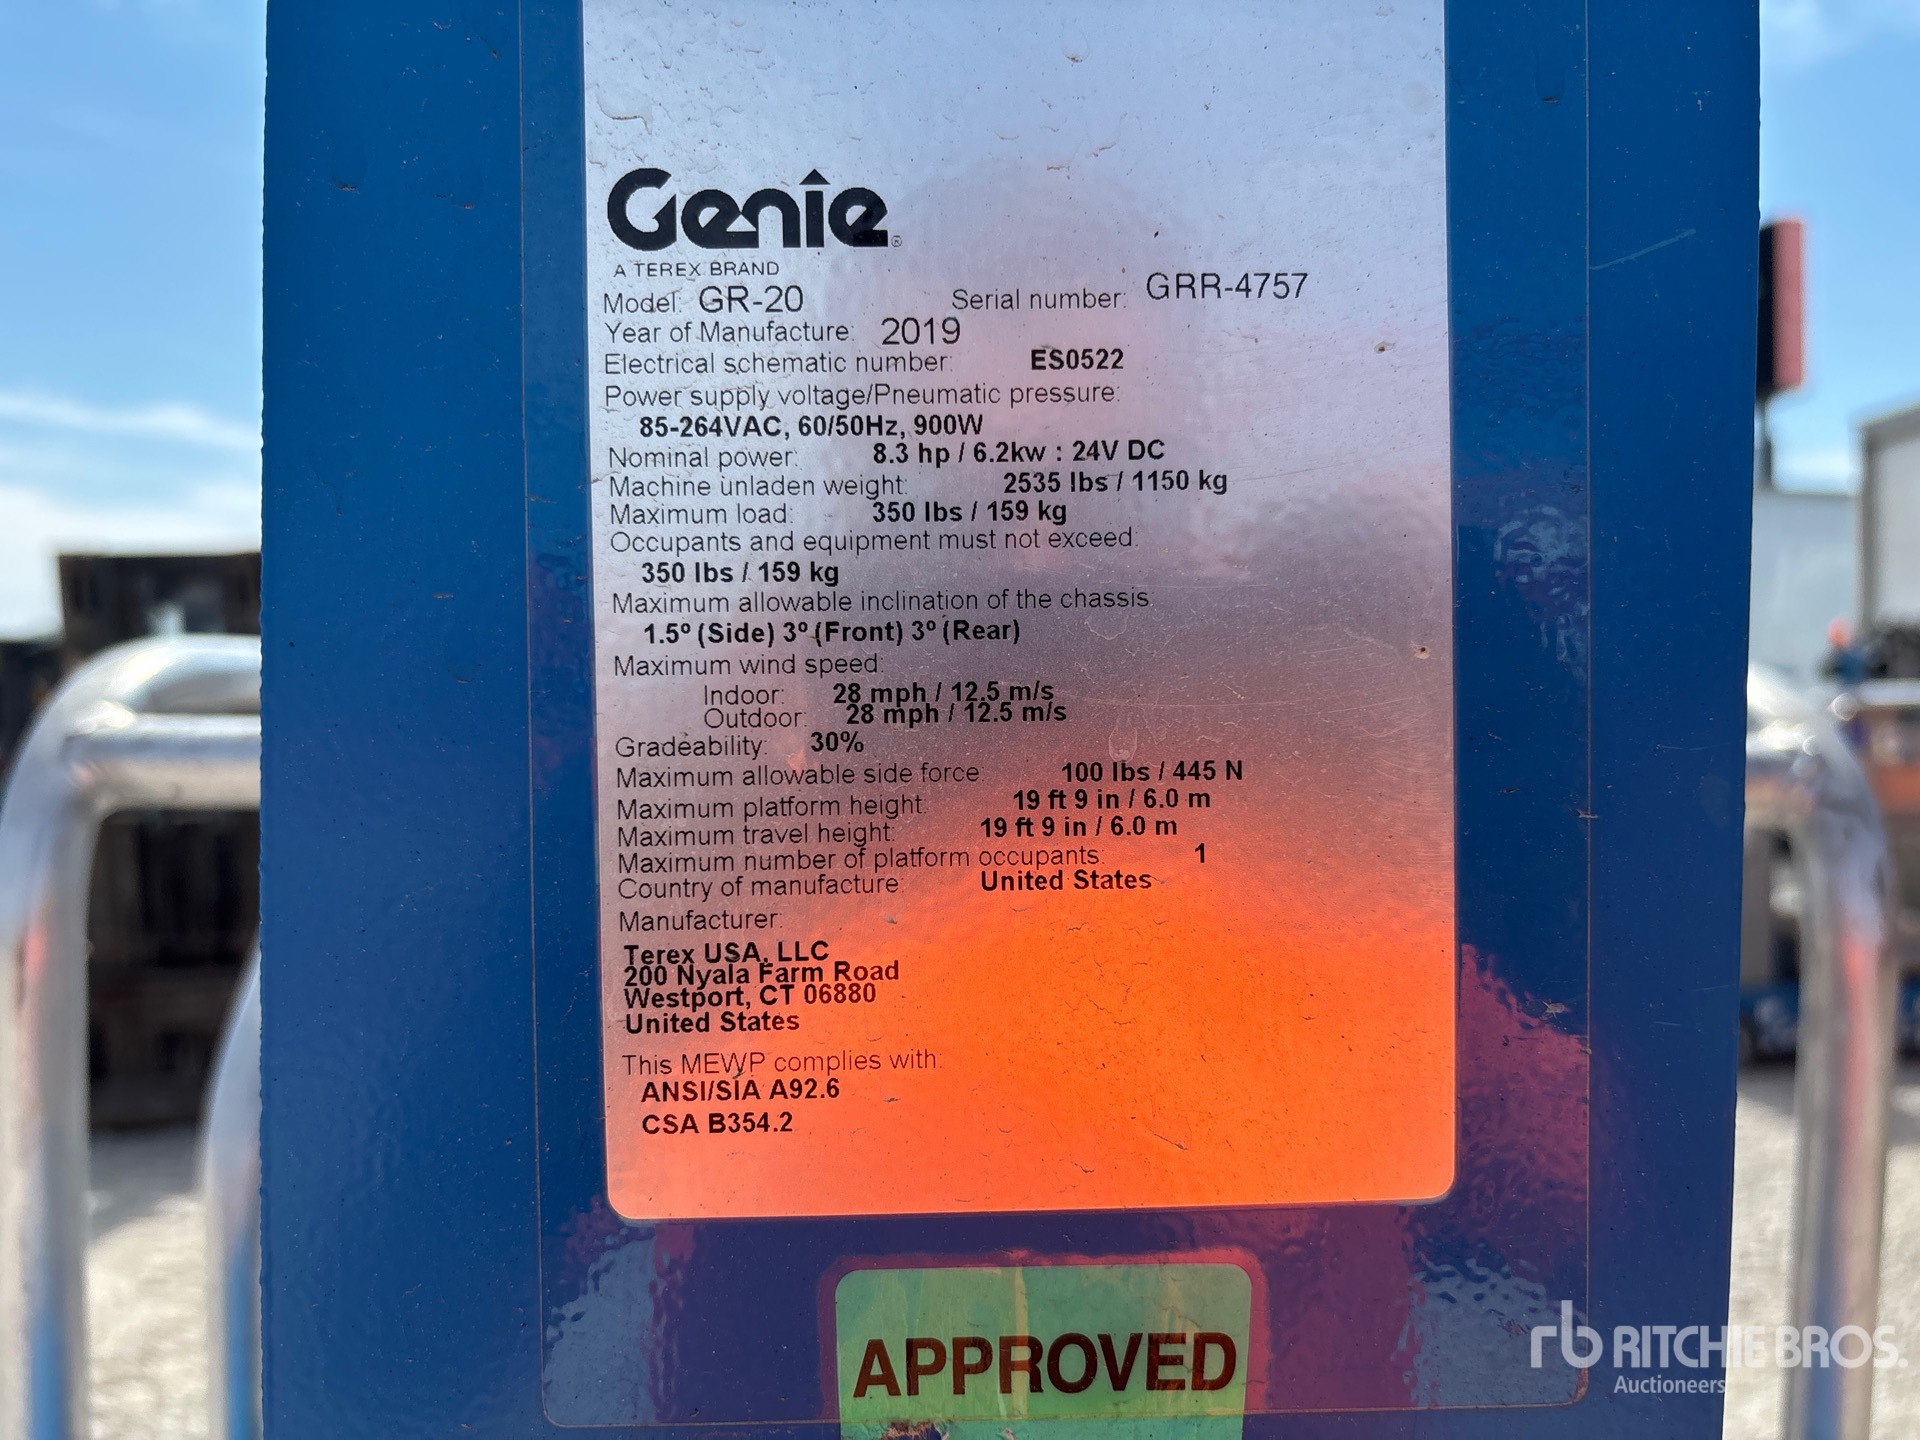 Genie®
A TEREX BRAND
Model: GR-20 Serial number: GRR-4757
Year of Manufacture: 2019
Electrical schematic number: ES0522
Power supply voltage/Pneumatic pressure:
85-264VAC, 60/50Hz, 900W
Nominal power: 8.3 hp / 6.2kw : 24V DC
Machine unladen weight: 2535 lbs / 1150 kg
Maximum load: 350 lbs / 159 kg
Occupants and equipment must not exceed:
350 lbs / 159 kg
Maximum allowable inclination of the chassis:
1.5º (Side) 3º (Front) 3º (Rear)
Maximum wind speed:
Indoor: 28 mph / 12.5 m/s
Outdoor: 28 mph / 12.5 m/s
Gradeability: 30%
Maximum allowable side force: 100 lbs / 445 N
Maximum platform height: 19 ft 9 in / 6.0 m
Maximum travel height: 19 ft 9 in / 6.0 m
Maximum number of platform occupants: 1
Country of manufacture: United States
Manufacturer:
Terex USA, LLC
200 Nyala Farm Road
Westport, CT 06880
United States
This MEWP complies with:
ANSI/SIA A92.6
CSA B354.2
APPROVED
rb RITCHIE BROS.
Auctioneers